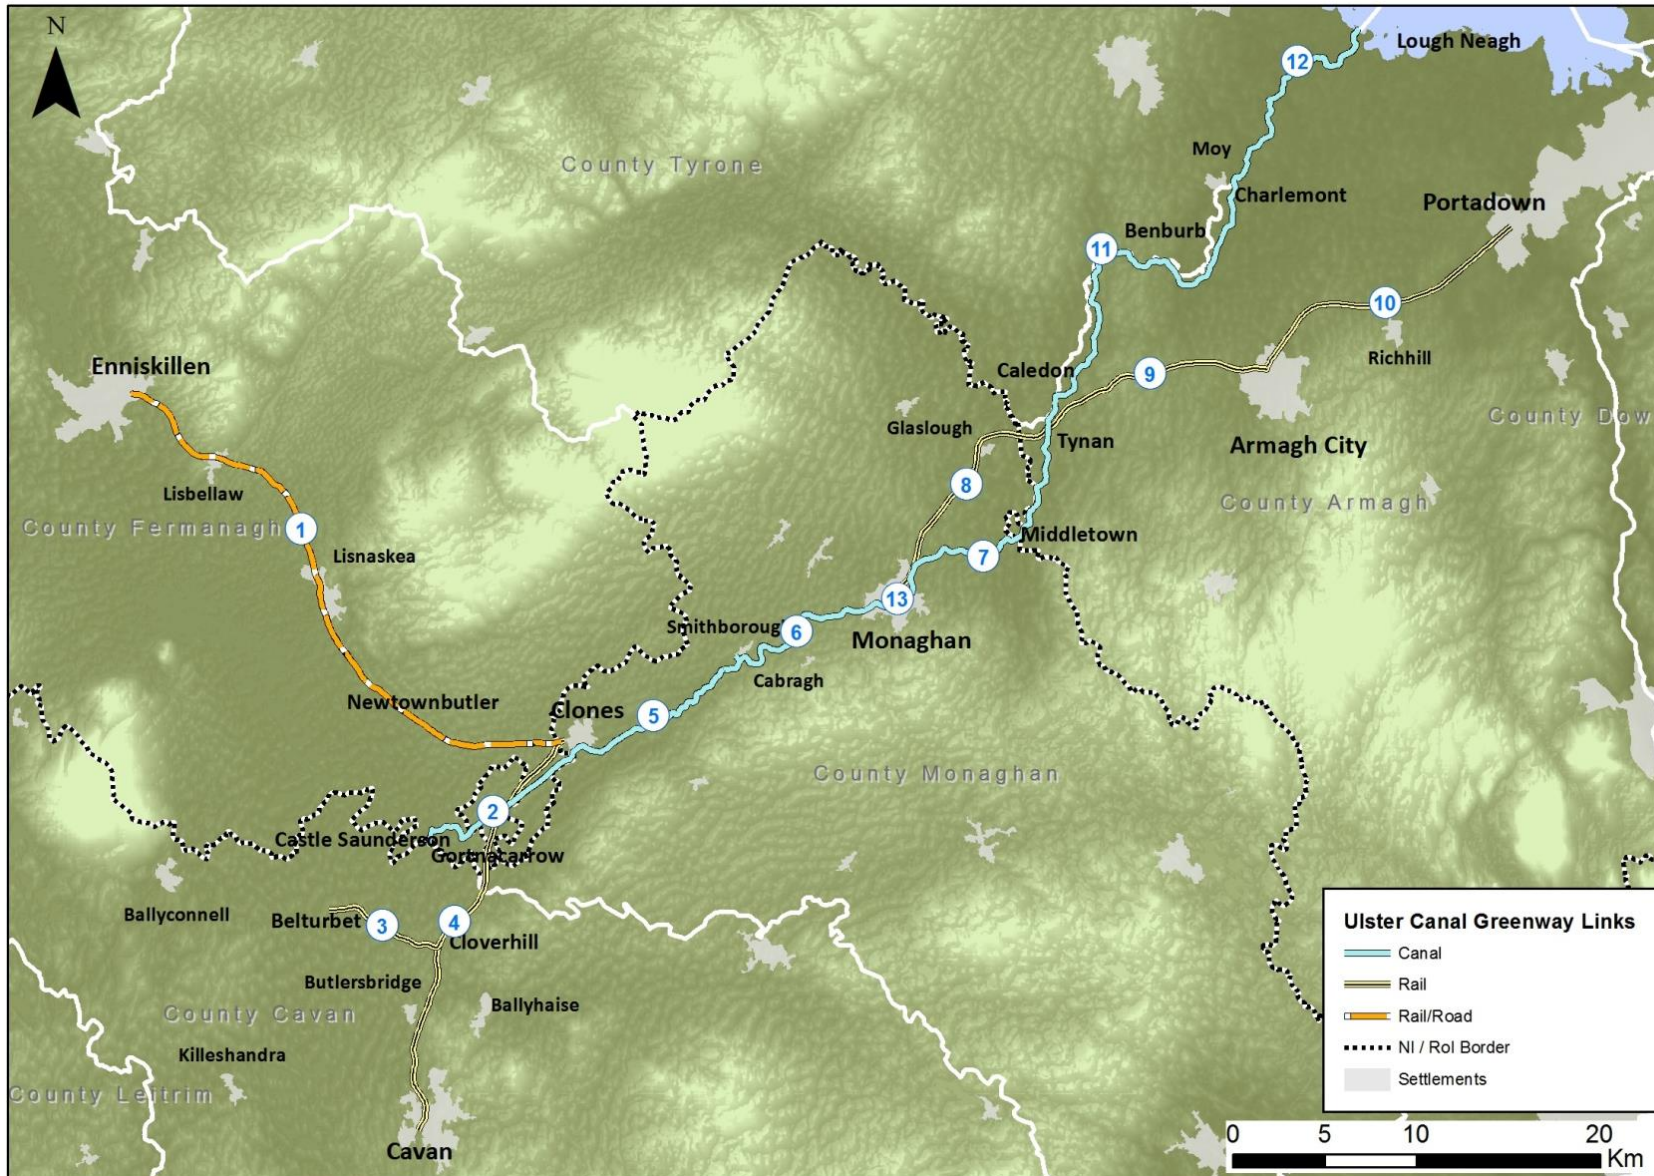 N
Lough Neagh
12
County Tyrone
Moy
Charlemont
Portadown
Benburb
11
10
Richhill
Enniskillen
Caledon
9
County Dow
Glaslough
Tynan
Armagh City
8
Lisbellaw
County Armagh
County Fermanagh
1
Middletown
Lisnaskea
7
13
Smithboroug
6
Monaghan
Cabragh
Newtownbutler
Clones
5
County Monaghan
2
Castle Saunderson
Gortnacarrow
Ballyconnell
Belturbet
3
4
Cloverhill
Butlersbridge
Ballyhaise
County Cavan
Killeshandra
County Leitrim
Cavan
Ulster Canal Greenway Links
Canal
Rail
Rail/Road
NI / RoI Border
Settlements
0 5 10 20
Km